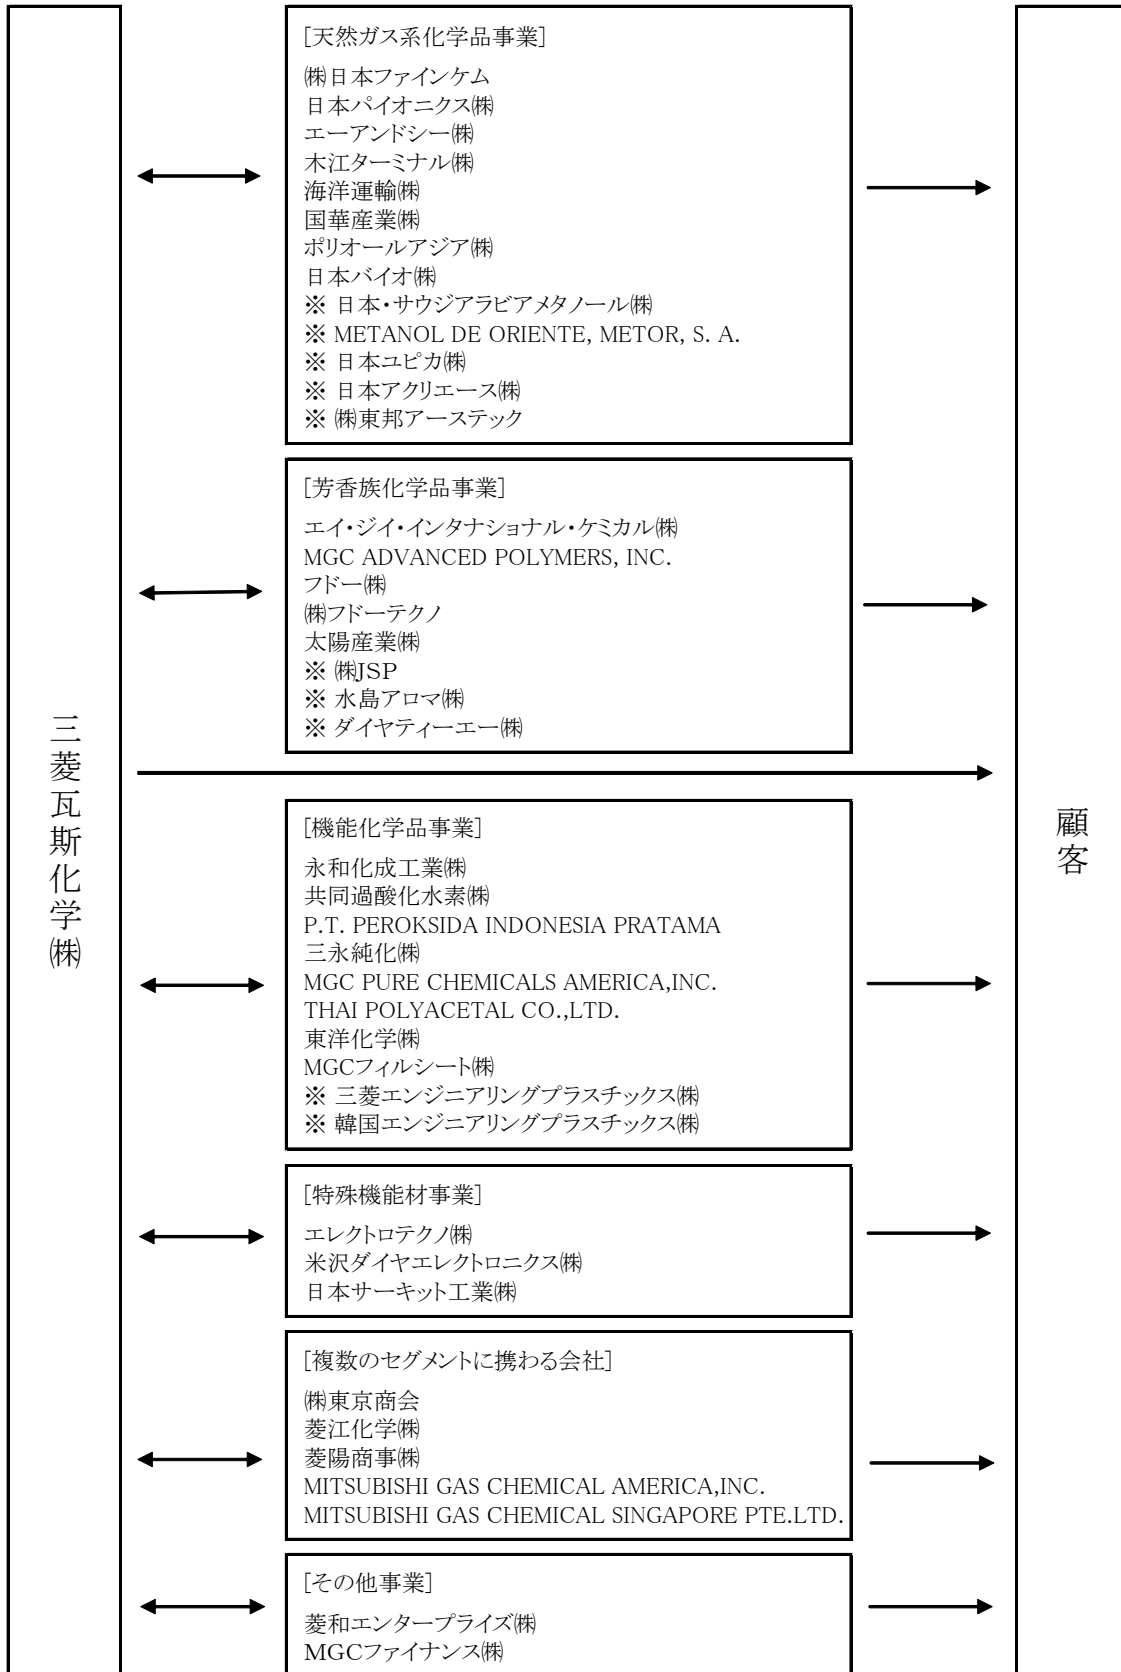 三菱瓦斯化学㈱
[天然ガス系化学品事業]
㈱日本ファインケム
日本パイオニクス㈱
エーアンドシー㈱
木江ターミナル㈱
海洋運輸㈱
国華産業㈱
ポリオールアジア㈱
日本バイオ㈱
※ 日本・サウジアラビアメタノール㈱
※ METANOL DE ORIENTE, METOR, S. A.
※ 日本ユピカ㈱
※ 日本アクリエース㈱
※ ㈱東邦アーステック
[芳香族化学品事業]
エイ・ジイ・インタナショナル・ケミカル㈱
MGC ADVANCED POLYMERS, INC.
フドー㈱
㈱フドーテクノ
太陽産業㈱
※ ㈱JSP
※ 水島アロマ㈱
※ ダイヤティーエー㈱
[機能化学品事業]
永和化成工業㈱
共同過酸化水素㈱
P.T. PEROKSIDA INDONESIA PRATAMA
三永純化㈱
MGC PURE CHEMICALS AMERICA,INC.
THAI POLYACETAL CO.,LTD.
東洋化学㈱
MGCフィルシート㈱
※ 三菱エンジニアリングプラスチックス㈱
※ 韓国エンジニアリングプラスチックス㈱
[特殊機能材事業]
エレクトロテクノ㈱
米沢ダイヤエレクトロニクス㈱
日本サーキット工業㈱
[複数のセグメントに携わる会社]
㈱東京商会
菱江化学㈱
菱陽商事㈱
MITSUBISHI GAS CHEMICAL AMERICA,INC.
MITSUBISHI GAS CHEMICAL SINGAPORE PTE.LTD.
[その他事業]
菱和エンタープライズ㈱
MGCファイナンス㈱
顧客